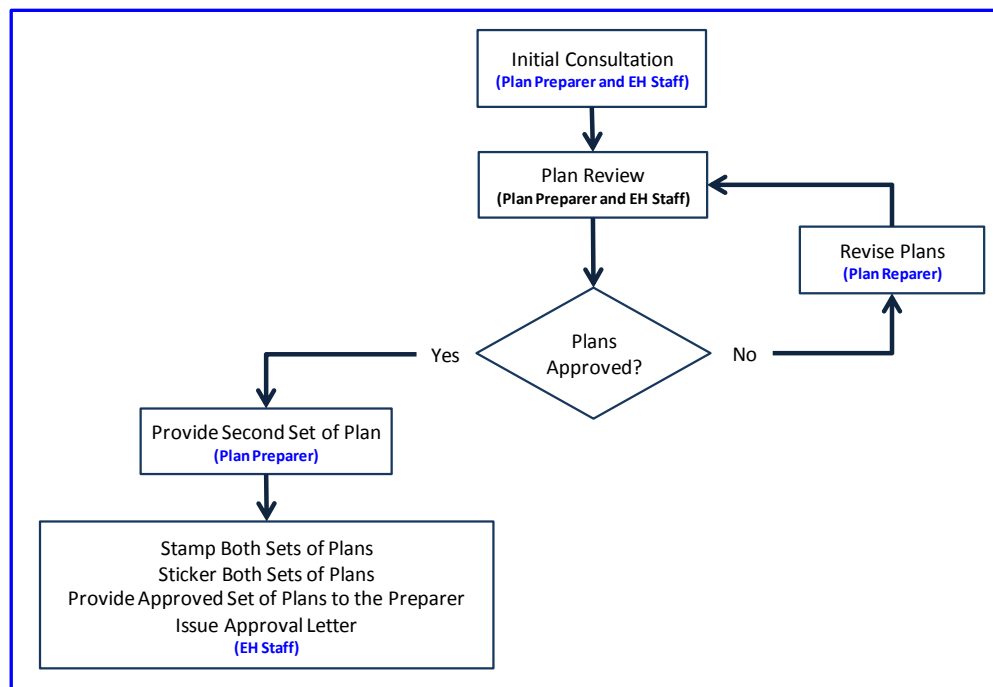 Initial Consultation
(Plan Preparer and EH Staff)
Plan Review
(Plan Preparer and EH Staff)
Revise Plans
(Plan Reparer)
Plans
Approved?
Yes
No
Provide Second Set of Plan
(Plan Preparer)
Stamp Both Sets of Plans
Sticker Both Sets of Plans
Provide Approved Set of Plans to the Preparer
Issue Approval Letter
(EH Staff)